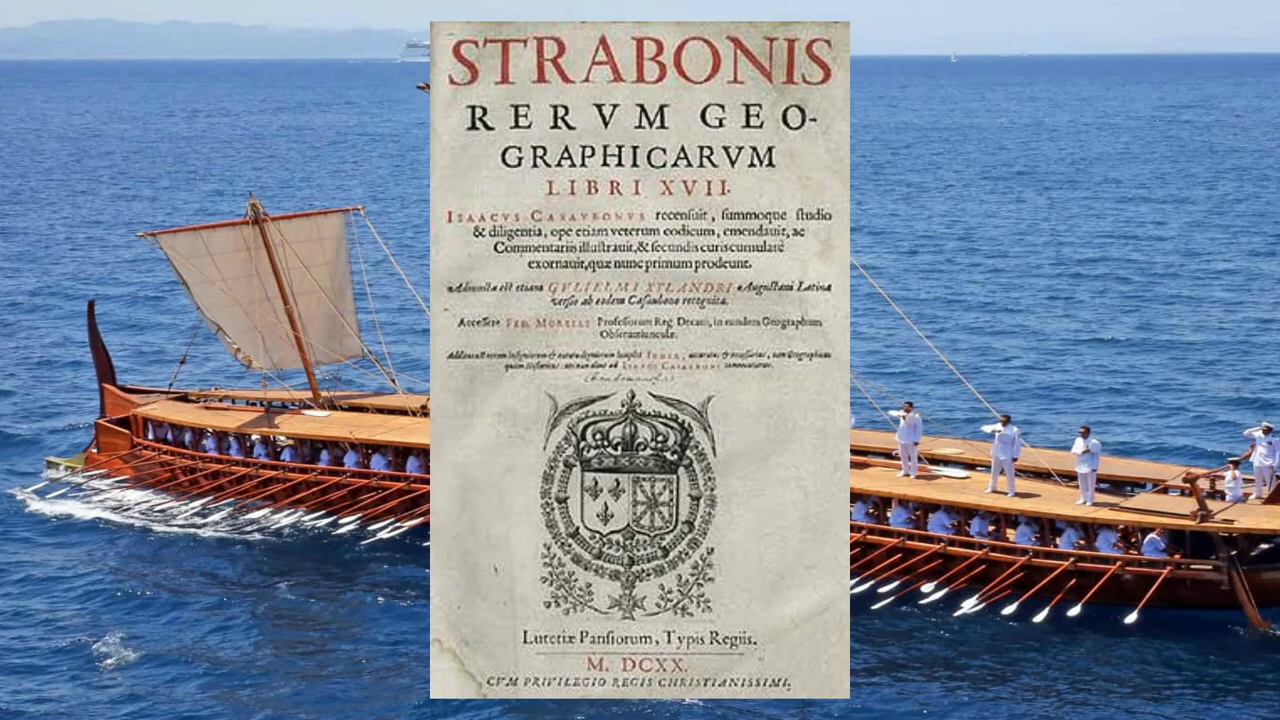 STRABONIS
RERVM GEO-
GRAPHICARVM
LIBRI XVII.
ISAACVS CASAVBONVS recensuit, summoque studio
& diligentia, ope etiam veterum codicum, emendauit, ac
Commentariis illustrauit, & secundis curis cumulatè
exornauit, quæ nunc primum prodeunt.
Adiuncta est etiam GVLIELMI XYLANDRI Augustani Latina
versio ab eodem Casaubono recognita.
Accessere FED. MORELLI Professorum Reg. Decani, in eundem Geographum
Obseruatiunculæ.
INDEX
Lutetiæ Parisiorum, Typis Regiis.
M. DCXX.
CVM PRIVILEGIO REGIS CHRISTIANISSIMI.